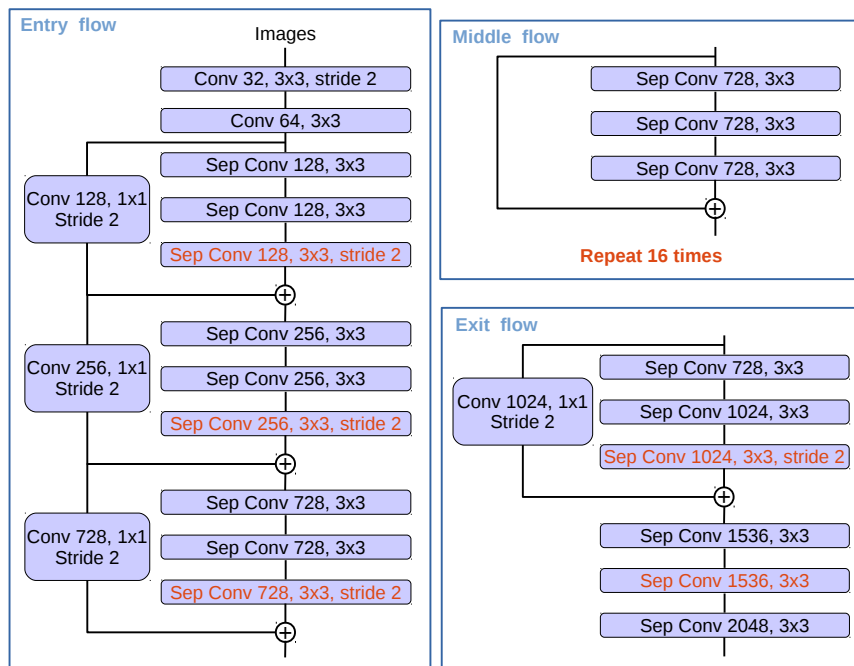 Entry flow
Images
Conv 32, 3x3, stride 2
Conv 64, 3x3
Sep Conv 128, 3x3
Conv 128, 1x1
Stride 2
Sep Conv 128, 3x3
Sep Conv 128, 3x3, stride 2
Sep Conv 256, 3x3
Conv 256, 1x1
Stride 2
Sep Conv 256, 3x3
Sep Conv 256, 3x3, stride 2
Sep Conv 728, 3x3
Conv 728, 1x1
Stride 2
Sep Conv 728, 3x3
Sep Conv 728, 3x3, stride 2
Middle flow
Sep Conv 728, 3x3
Sep Conv 728, 3x3
Sep Conv 728, 3x3
Repeat 16 times
Exit flow
Sep Conv 728, 3x3
Conv 1024, 1x1
Stride 2
Sep Conv 1024, 3x3
Sep Conv 1024, 3x3, stride 2
Sep Conv 1536, 3x3
Sep Conv 1536, 3x3
Sep Conv 2048, 3x3